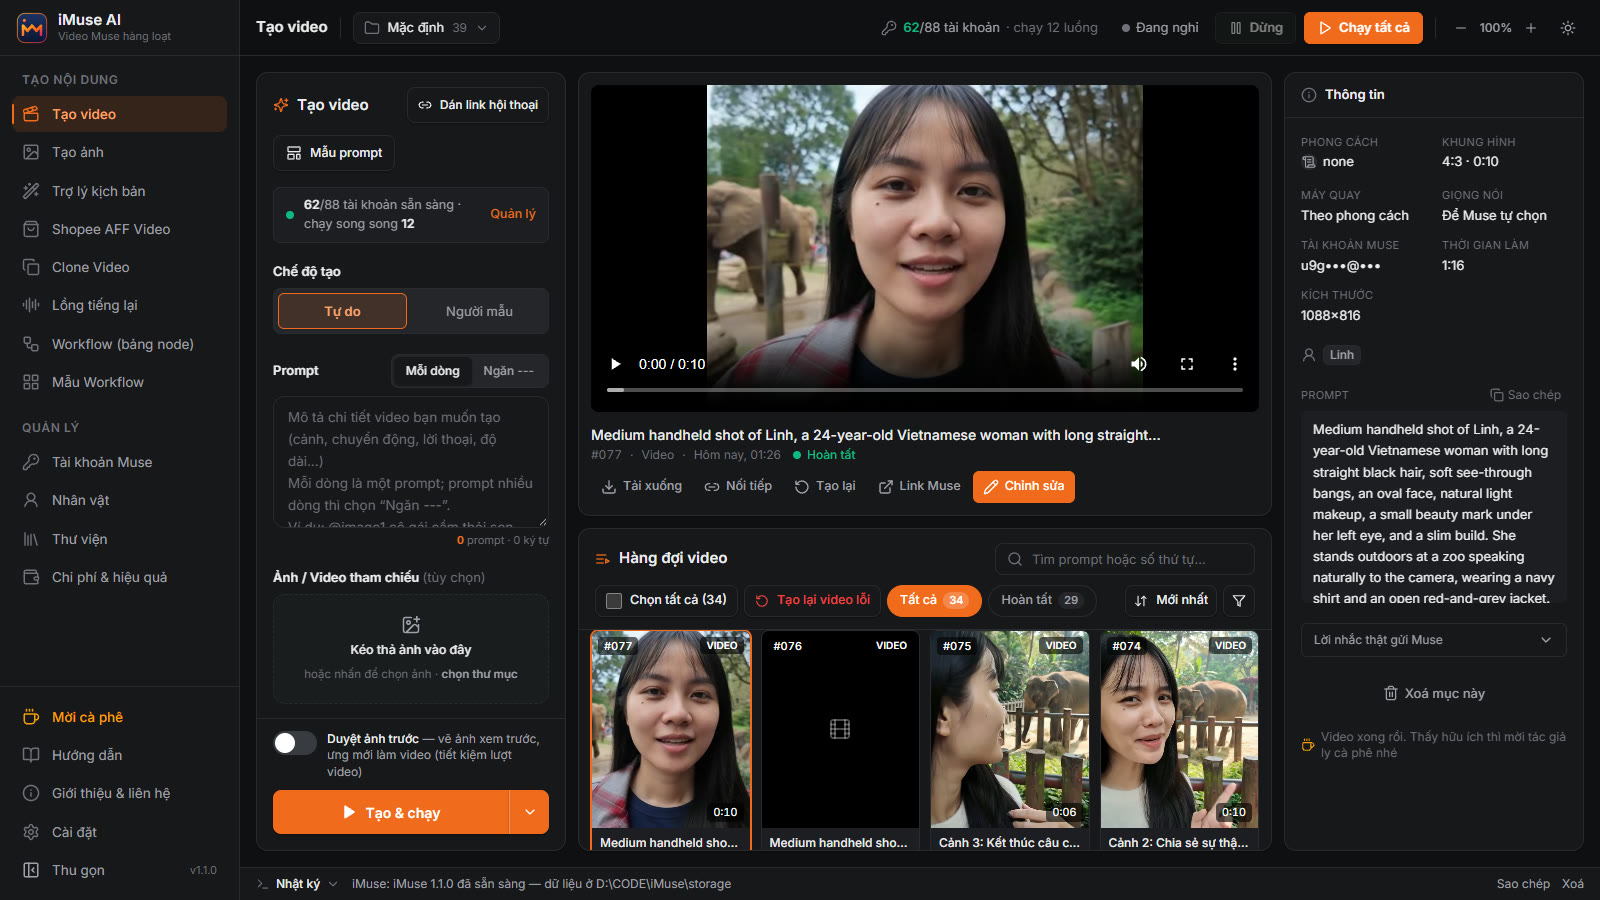 iMuse AI
Video Muse hàng loạt
TẠO NỘI DUNG
Tạo video
Tạo ảnh
Trợ lý kịch bản
Shopee AFF Video
Clone Video
Lồng tiếng lại
Workflow (bảng node)
Mẫu Workflow
QUẢN LÝ
Tài khoản Muse
Nhân vật
Thư viện
Chi phí & hiệu quả
Mời cà phê
Hướng dẫn
Giới thiệu & liên hệ
Cài đặt
Thu gọn v1.1.0
Tạo video
Mặc định 39
62/88 tài khoản · chạy 12 luồng
Đang nghỉ
Dừng
Chạy tất cả
100%
Tạo video
Dán link hội thoại
Mẫu prompt
62/88 tài khoản sẵn sàng ·
chạy song song 12
Quản lý
Chế độ tạo
Tự do
Người mẫu
Prompt
Mỗi dòng
Ngăn ---
Mô tả chi tiết video bạn muốn tạo
(cảnh, chuyển động, lời thoại, độ
dài...)
Mỗi dòng là một prompt; prompt nhiều
dòng thì chọn “Ngăn ---”.
Ví dụ: @image1 cô gái cầm thỏi son
0 prompt · 0 ký tự
Ảnh / Video tham chiếu (tùy chọn)
Kéo thả ảnh vào đây
hoặc nhấn để chọn ảnh · chọn thư mục
Duyệt ảnh trước — vẽ ảnh xem trước,
ưng mới làm video (tiết kiệm lượt
video)
Tạo & chạy
0:00 / 0:10
Medium handheld shot of Linh, a 24-year-old Vietnamese woman with long straight...
#077 · Video · Hôm nay, 01:26 Hoàn tất
Tải xuống
Nối tiếp
Tạo lại
Link Muse
Chỉnh sửa
Hàng đợi video
Tìm prompt hoặc số thứ tự...
Chọn tất cả (34)
Tạo lại video lỗi
Tất cả 34
Hoàn tất 29
Mới nhất
#077 VIDEO
0:10
Medium handheld sho...
#076 VIDEO
Medium handheld sho...
#075 VIDEO
0:06
Cảnh 3: Kết thúc câu c...
#074 VIDEO
0:10
Cảnh 2: Chia sẻ sự thậ...
Thông tin
PHONG CÁCH
none
KHUNG HÌNH
4:3 · 0:10
MÁY QUAY
Theo phong cách
GIỌNG NÓI
Để Muse tự chọn
TÀI KHOẢN MUSE
u9g•••@•••
THỜI GIAN LÀM
1:16
KÍCH THƯỚC
1088×816
Linh
PROMPT
Sao chép
Medium handheld shot of Linh, a 24-
year-old Vietnamese woman with long
straight black hair, soft see-through
bangs, an oval face, natural light
makeup, a small beauty mark under
her left eye, and a slim build. She
stands outdoors at a zoo speaking
naturally to the camera, wearing a navy
shirt and an open red-and-grey jacket.
Lời nhắc thật gửi Muse
Xoá mục này
Video xong rồi. Thấy hữu ích thì mời tác giả
ly cà phê nhé
Nhật ký
iMuse: iMuse 1.1.0 đã sẵn sàng — dữ liệu ở D:\CODE\iMuse\storage
Sao chép Xoá